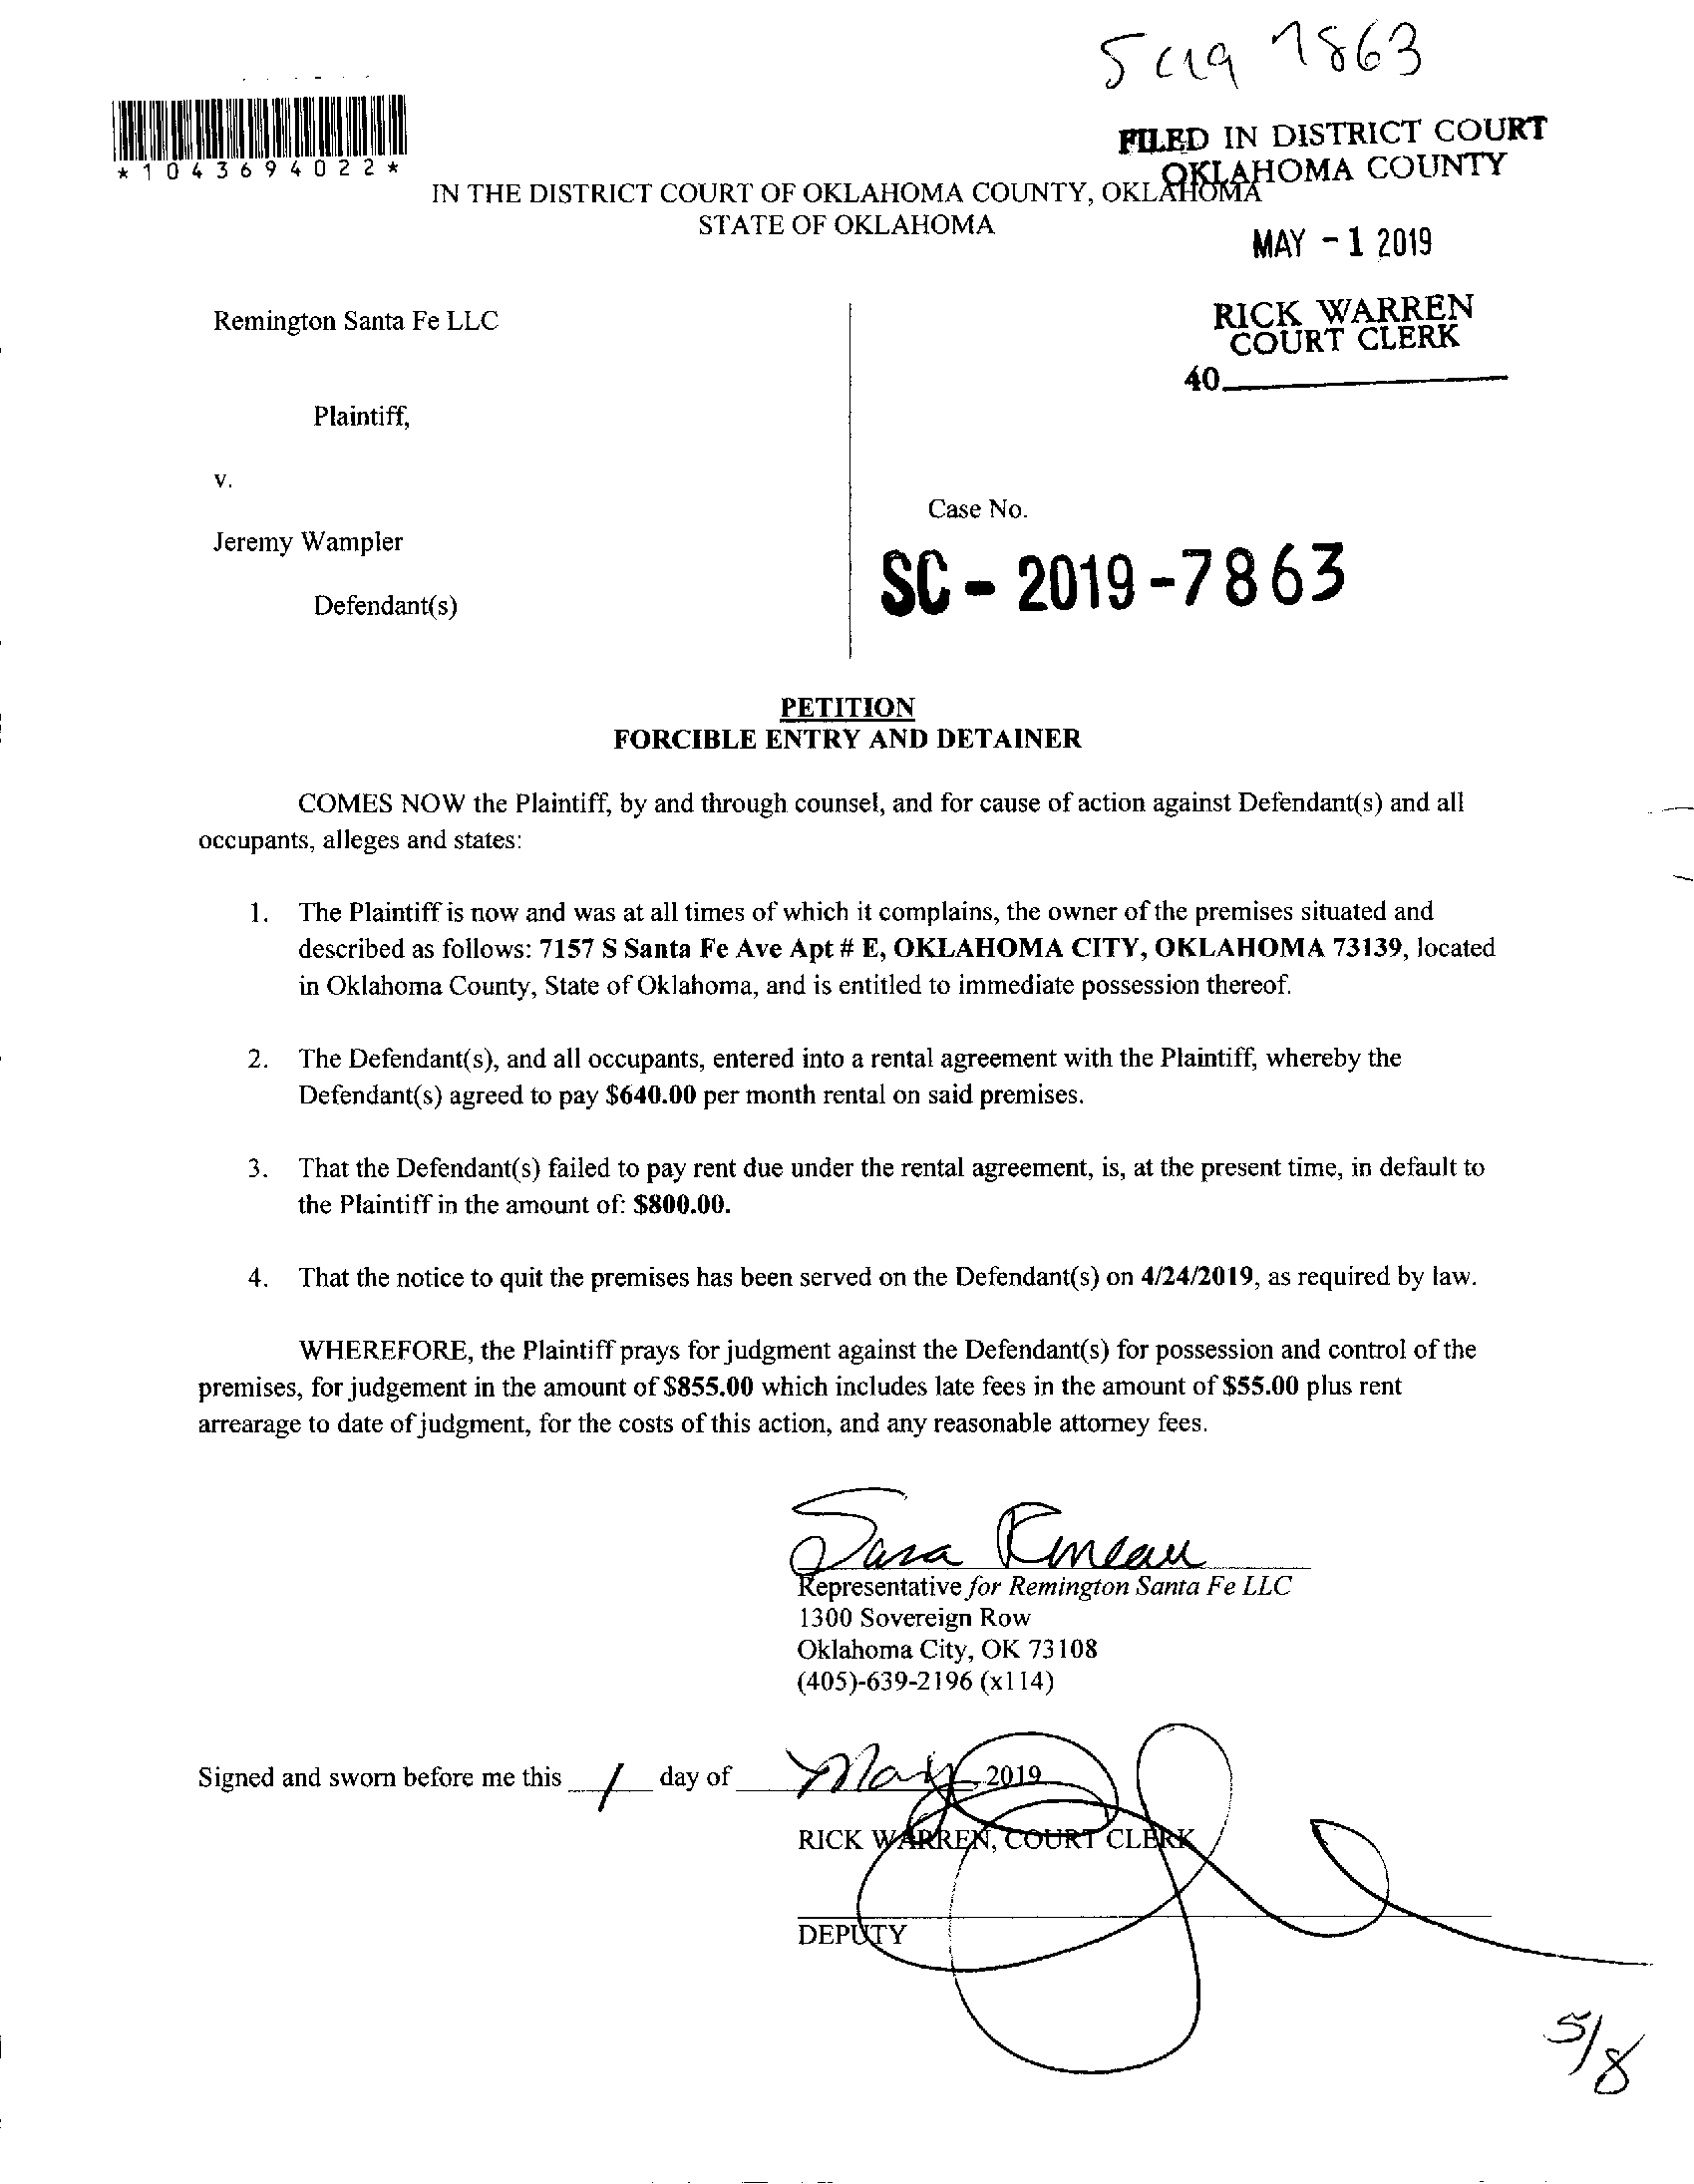 SC19 7863
*1043694022*
FILED IN DISTRICT COURT
OKLAHOMA COUNTY
IN THE DISTRICT COURT OF OKLAHOMA COUNTY, OKLAHOMA
STATE OF OKLAHOMA
MAY - 1 2019
RICK WARREN
COURT CLERK
40
Remington Santa Fe LLC
Plaintiff,
v.
Case No.
Jeremy Wampler
SC - 2019 - 7863
Defendant(s)
PETITION
FORCIBLE ENTRY AND DETAINER
COMES NOW the Plaintiff, by and through counsel, and for cause of action against Defendant(s) and all
occupants, alleges and states:
1. The Plaintiff is now and was at all times of which it complains, the owner of the premises situated and
described as follows: 7157 S Santa Fe Ave Apt # E, OKLAHOMA CITY, OKLAHOMA 73139, located
in Oklahoma County, State of Oklahoma, and is entitled to immediate possession thereof.
2. The Defendant(s), and all occupants, entered into a rental agreement with the Plaintiff, whereby the
Defendant(s) agreed to pay $640.00 per month rental on said premises.
3. That the Defendant(s) failed to pay rent due under the rental agreement, is, at the present time, in default to
the Plaintiff in the amount of: $800.00.
4. That the notice to quit the premises has been served on the Defendant(s) on 4/24/2019, as required by law.
WHEREFORE, the Plaintiff prays for judgment against the Defendant(s) for possession and control of the
premises, for judgement in the amount of $855.00 which includes late fees in the amount of $55.00 plus rent
arrearage to date of judgment, for the costs of this action, and any reasonable attorney fees.
Sara
Representative for Remington Santa Fe LLC
1300 Sovereign Row
Oklahoma City, OK 73108
(405)-639-2196 (x114)
Signed and sworn before me this 1 day of May, 2019
RICK WARREN, COURT CLERK
DEPUTY
5/8